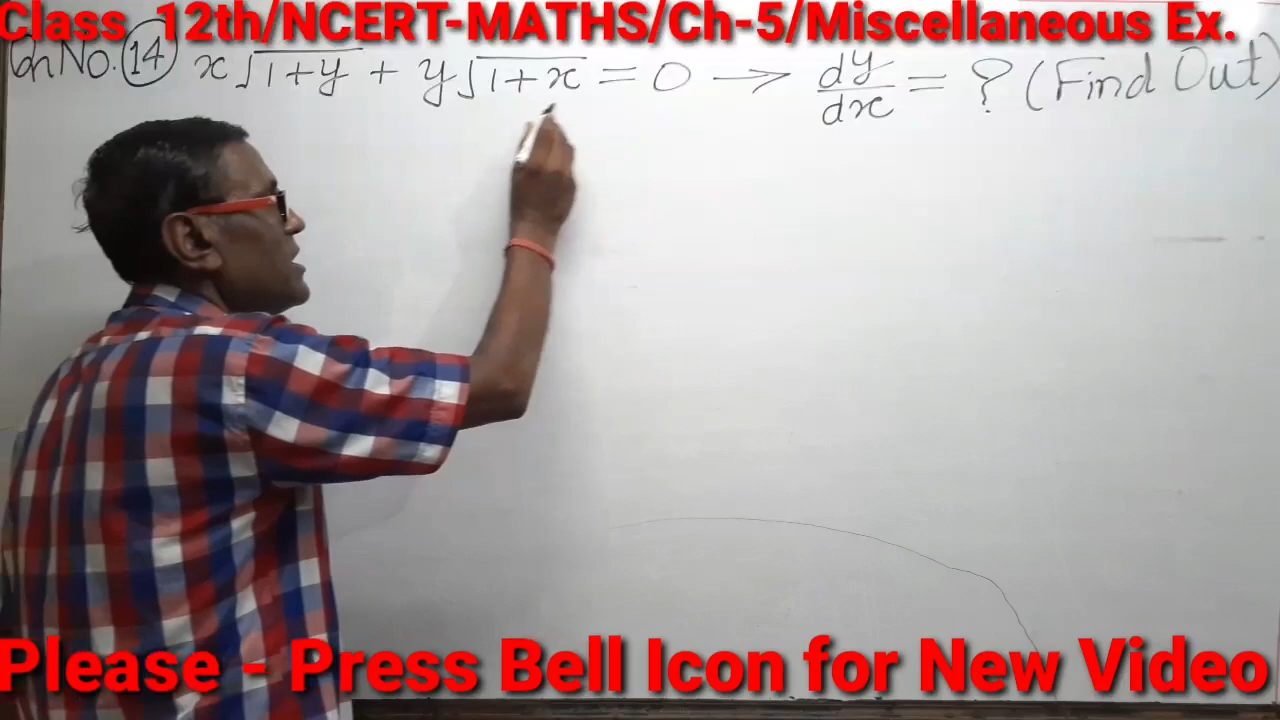 Class 12th/NCERT-MATHS/Ch-5/Miscellaneous Ex.
No. 14 x√1+y + y√1+x = 0 → dy/dx = ? (Find Out)
Please - Press Bell Icon for New Video